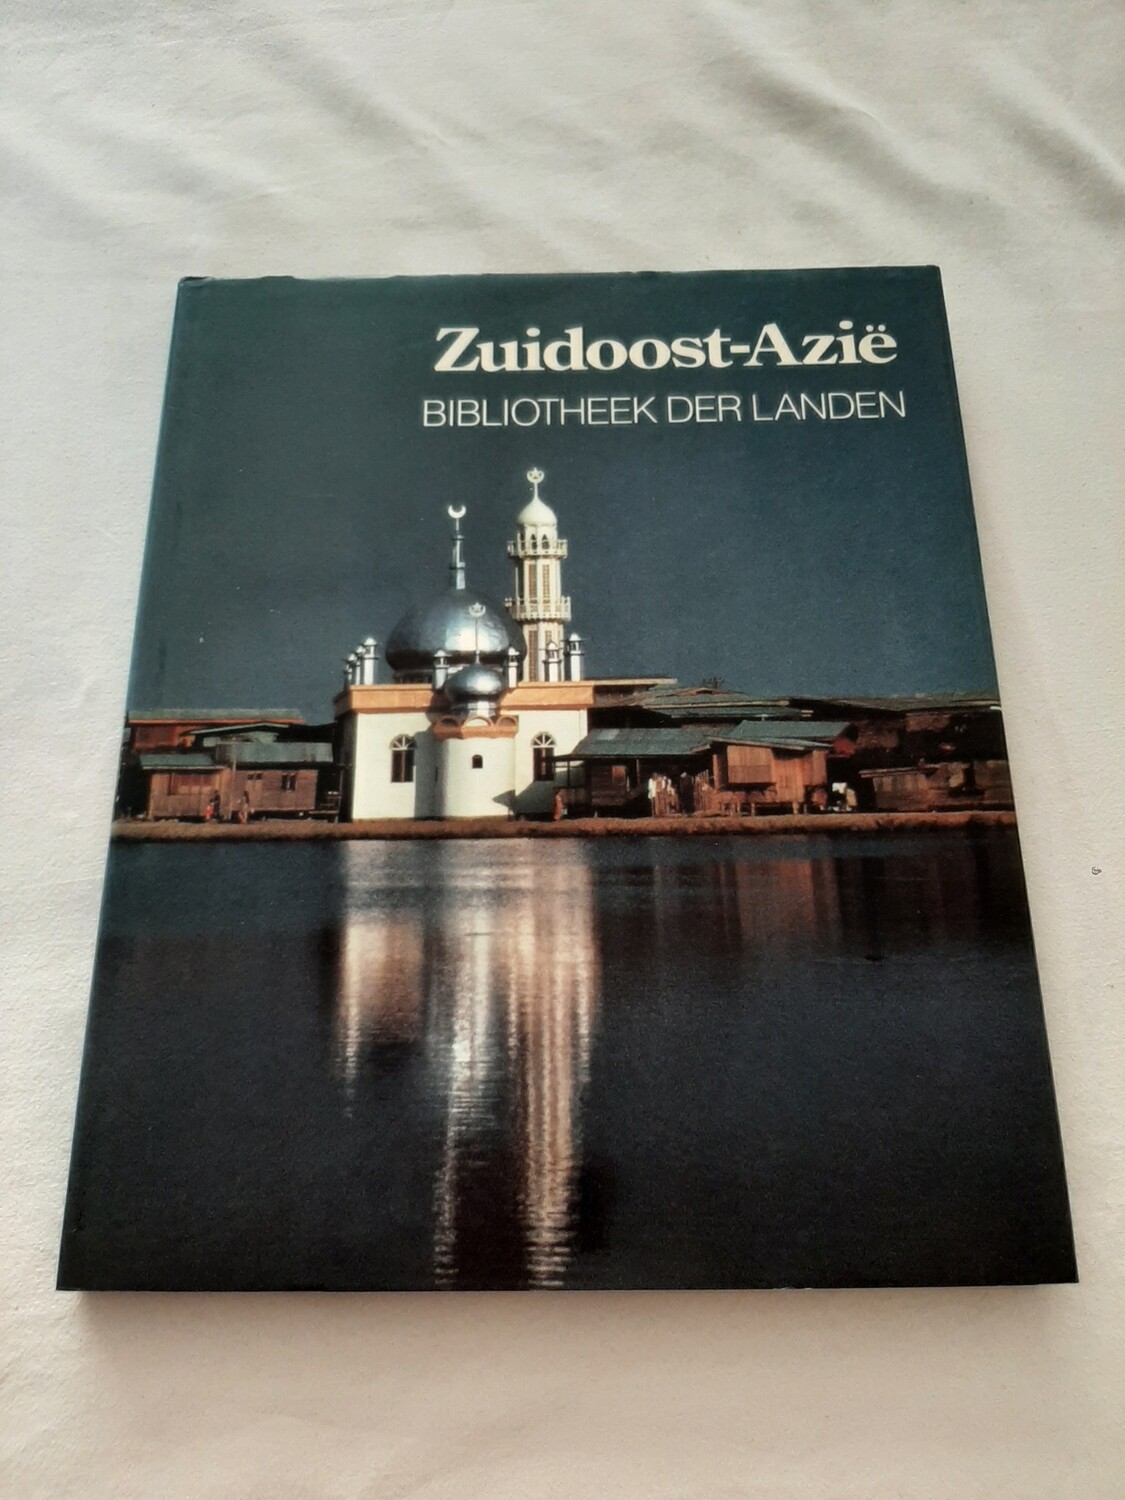 Zuidoost-Azië
BIBLIOTHEEK DER LANDEN